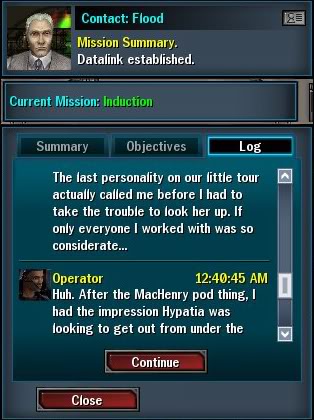 Contact: Flood
Mission Summary.
Datalink established.
Current Mission: Induction
Summary
Objectives
Log
The last personality on our little tour
actually called me before I had to
take the trouble to look her up. If
only everyone I worked with was so
considerate...
Operator 12:40:45 AM
Huh. After the MacHenry pod thing, I
had the impression Hypatia was
looking to get out from under the
Continue
Close